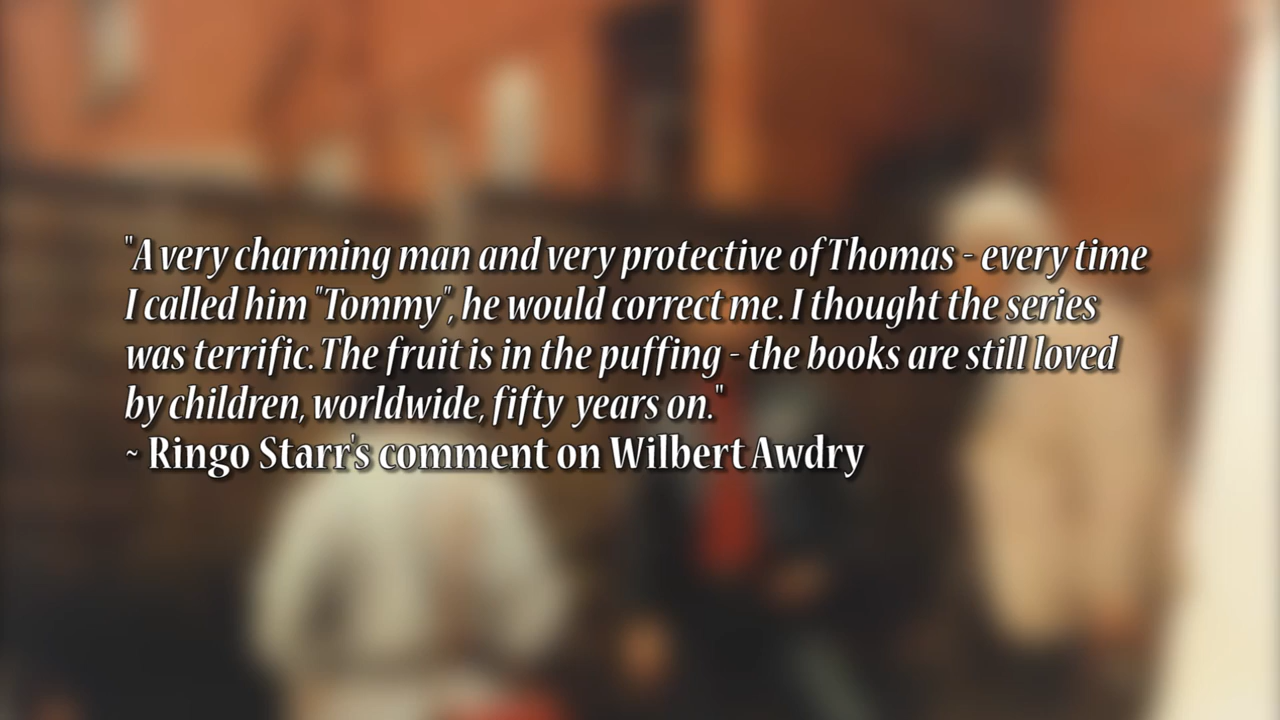 "A very charming man and very protective of Thomas - every time
I called him "Tommy", he would correct me. I thought the series
was terrific. The fruit is in the puffing - the books are still loved
by children, worldwide, fifty years on."
~ Ringo Starr's comment on Wilbert Awdry